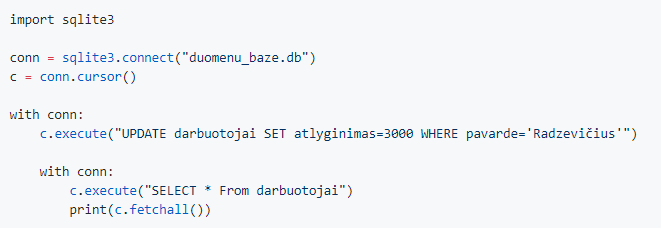 import sqlite3

conn = sqlite3.connect("duomenu_baze.db")
c = conn.cursor()

with conn:
    c.execute("UPDATE darbuotojai SET atlyginimas=3000 WHERE pavarde='Radzevičius'")

    with conn:
        c.execute("SELECT * From darbuotojai")
        print(c.fetchall())